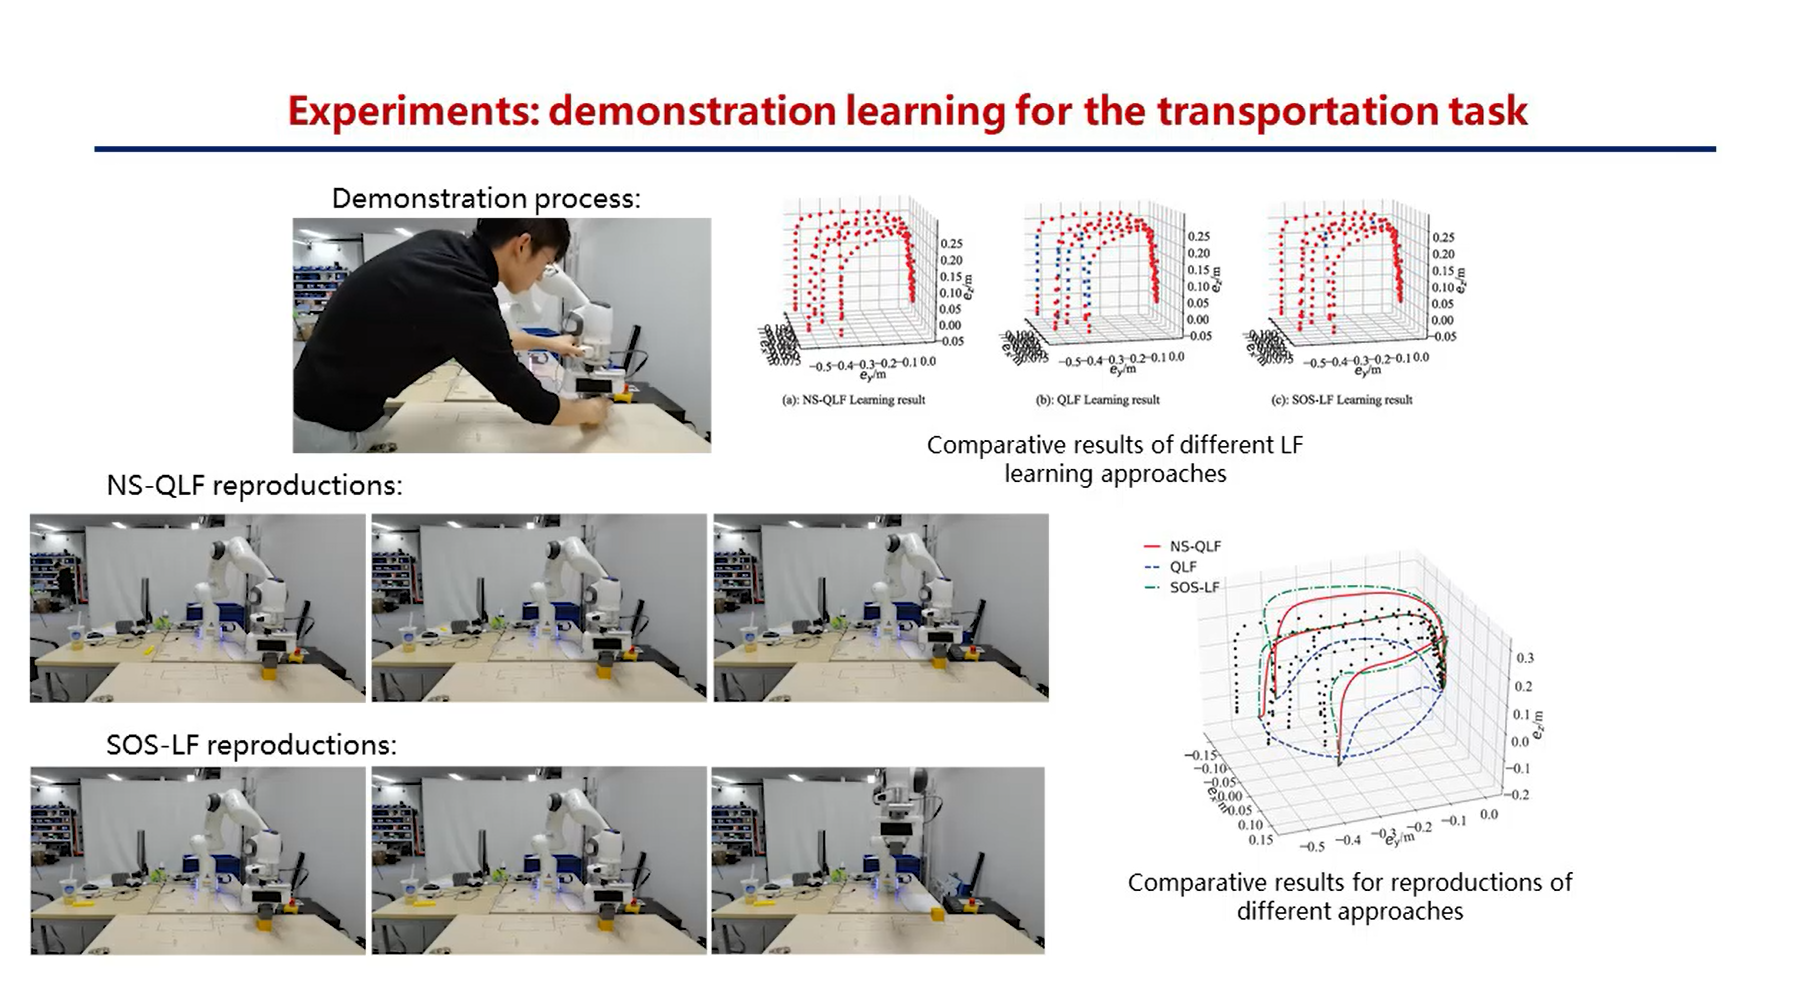 Experiments: demonstration learning for the transportation task
Demonstration process:
0.25
0.20
0.15
0.10
0.05
0.00
−0.05
e_z/m
−0.5−0.4−0.3−0.2−0.1 0.0
e_y/m
(a): NS-QLF Learning result
0.25
0.20
0.15
0.10
0.05
0.00
−0.05
e_z/m
−0.5−0.4−0.3−0.2−0.1 0.0
e_y/m
(b): QLF Learning result
0.25
0.20
0.15
0.10
0.05
0.00
−0.05
e_z/m
−0.5−0.4−0.3−0.2−0.1 0.0
e_y/m
(c): SOS-LF Learning result
Comparative results of different LF
learning approaches
NS-QLF reproductions:
NS-QLF
QLF
SOS-LF
0.3
0.2
0.1
0.0
−0.1
−0.2
e_z/m
−0.15
−0.10
−0.05
0.00
0.05
0.10
0.15
e_x/m
−0.5
−0.4
−0.3
−0.2
−0.1
0.0
e_y/m
Comparative results for reproductions of
different approaches
SOS-LF reproductions: